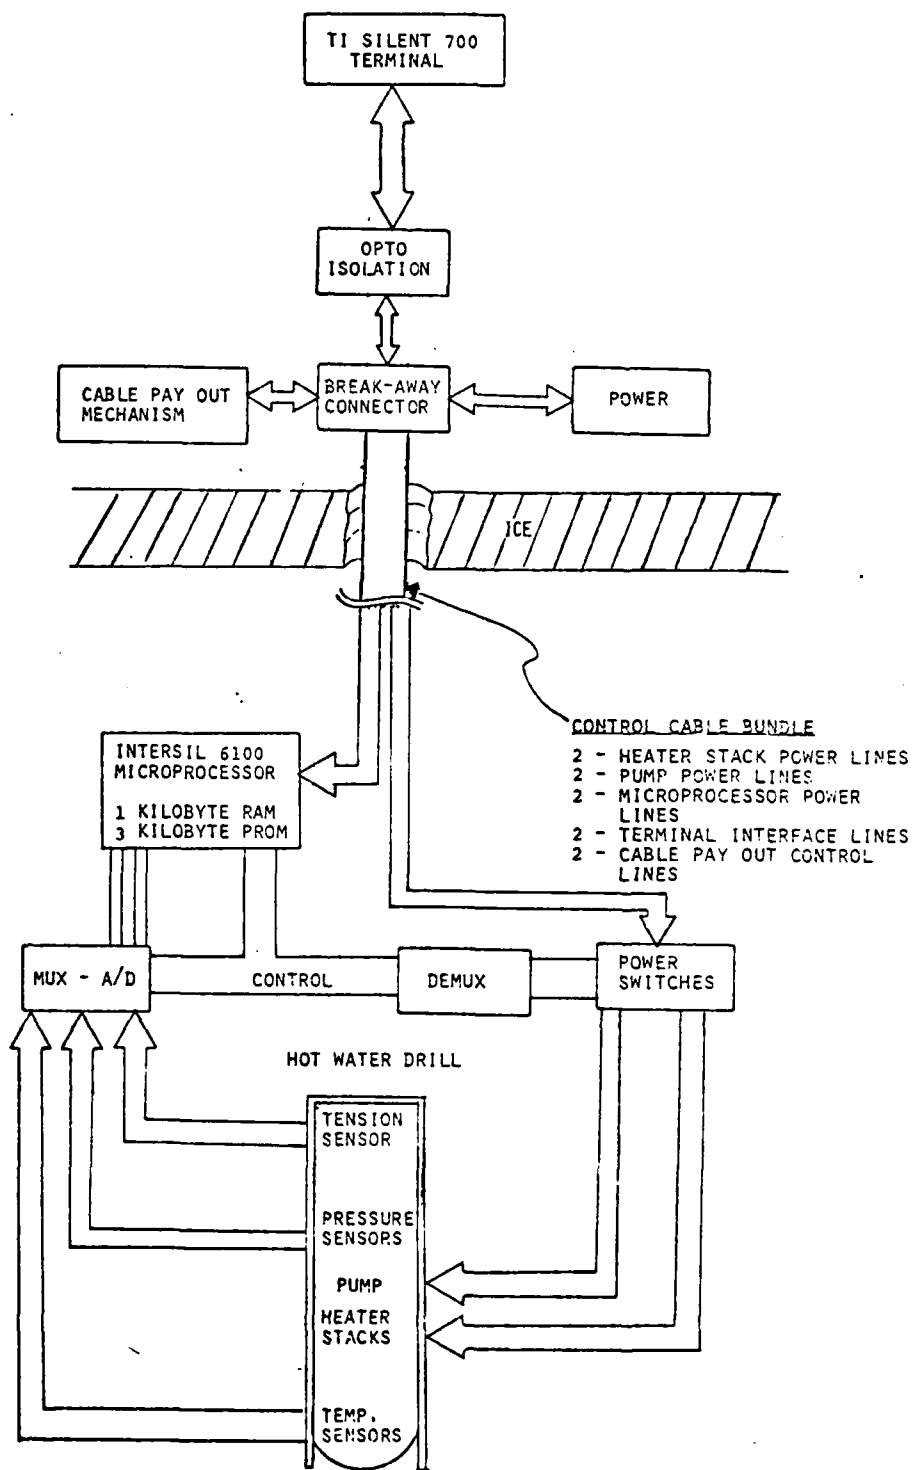 TI SILENT 700
TERMINAL
OPTO
ISOLATION
CABLE PAY OUT
MECHANISM
BREAK-AWAY
CONNECTOR
POWER
ICE
CONTROL CABLE BUNDLE
2 - HEATER STACK POWER LINES
2 - PUMP POWER LINES
2 - MICROPROCESSOR POWER
LINES
2 - TERMINAL INTERFACE LINES
2 - CABLE PAY OUT CONTROL
LINES
INTERSIL 6100
MICROPROCESSOR
1 KILOBYTE RAM
3 KILOBYTE PROM
MUX - A/D
CONTROL
DEMUX
POWER
SWITCHES
HOT WATER DRILL
TENSION
SENSOR
PRESSURE
SENSORS
PUMP
HEATER
STACKS
TEMP.
SENSORS